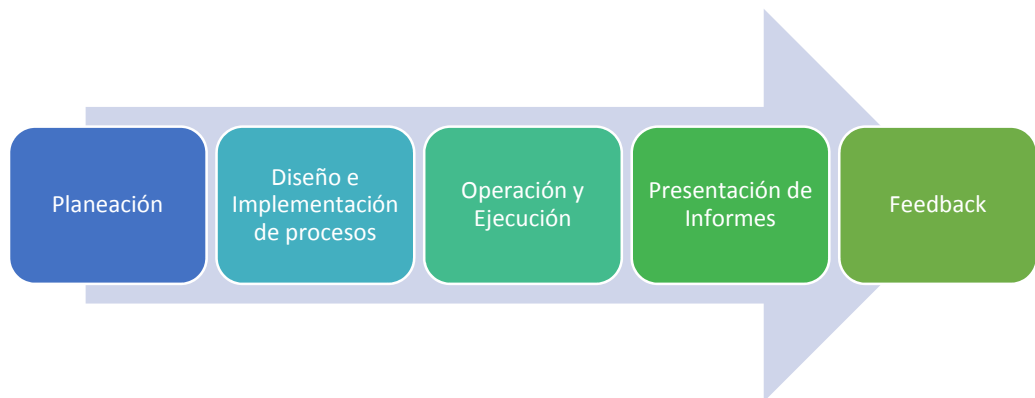 Planeación
Diseño e
Implementación
de procesos
Operación y
Ejecución
Presentación de
Informes
Feedback